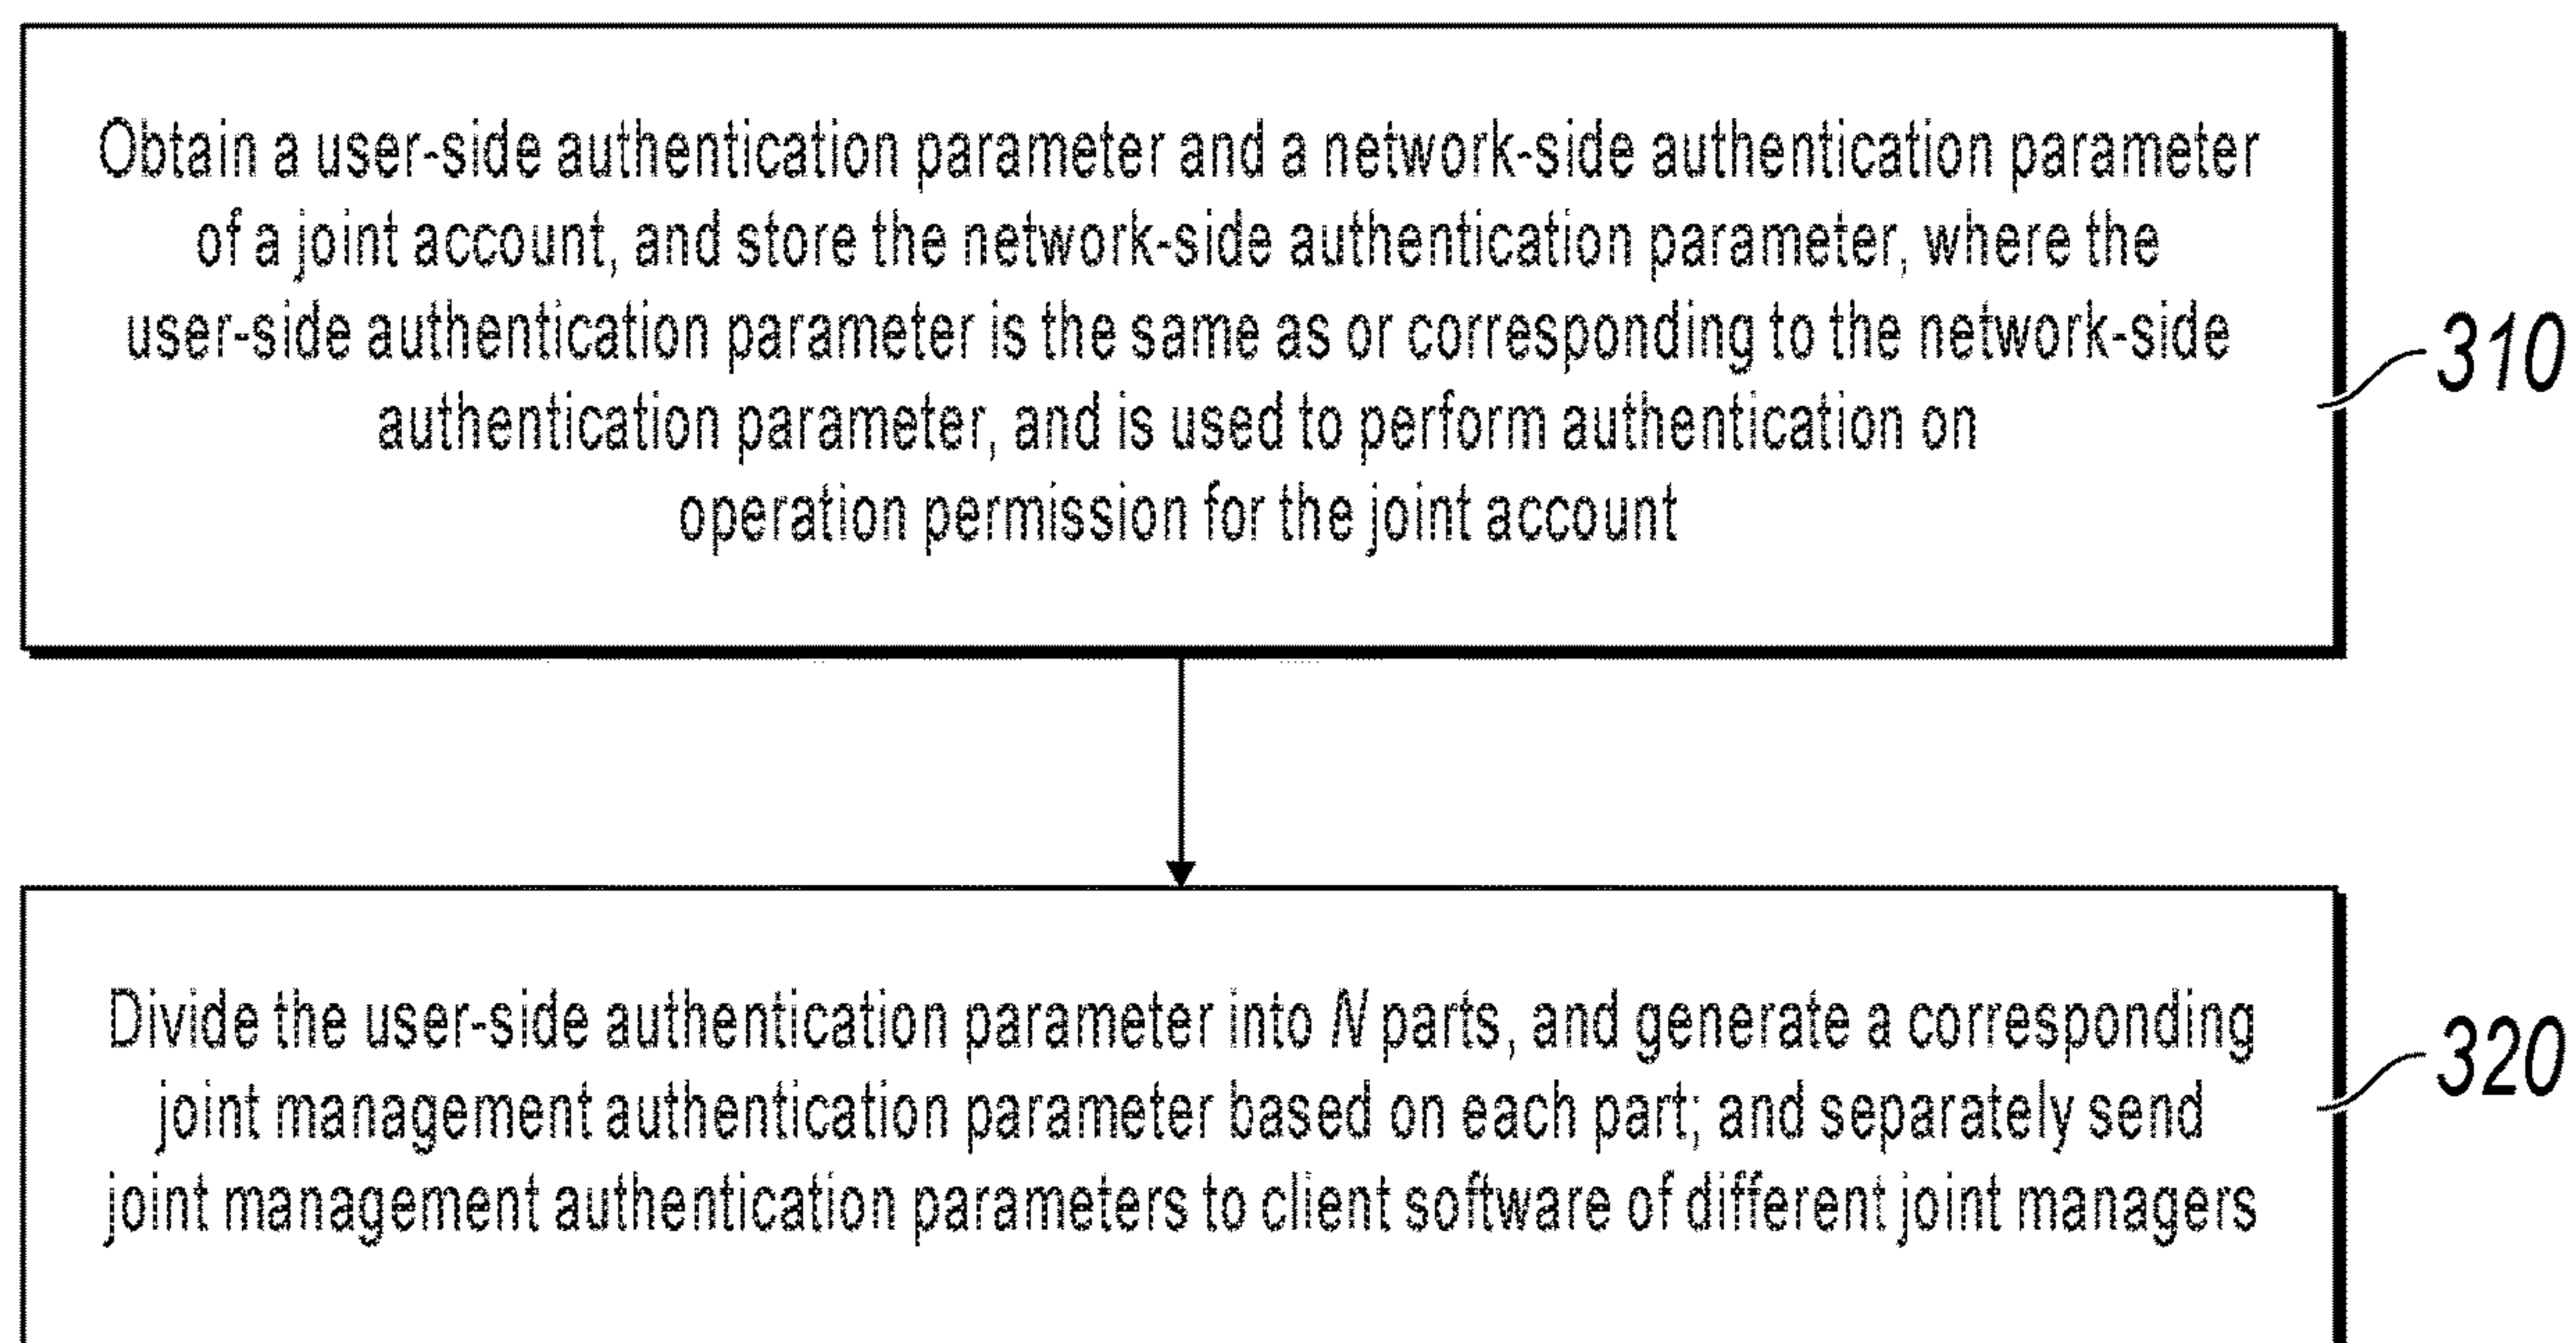 Obtain a user-side authentication parameter and a network-side authentication parameter
of a joint account, and store the network-side authentication parameter, where the
user-side authentication parameter is the same as or corresponding to the network-side
authentication parameter, and is used to perform authentication on
operation permission for the joint account
310
Divide the user-side authentication parameter into N parts, and generate a corresponding
joint management authentication parameter based on each part; and separately send
joint management authentication parameters to client software of different joint managers
320